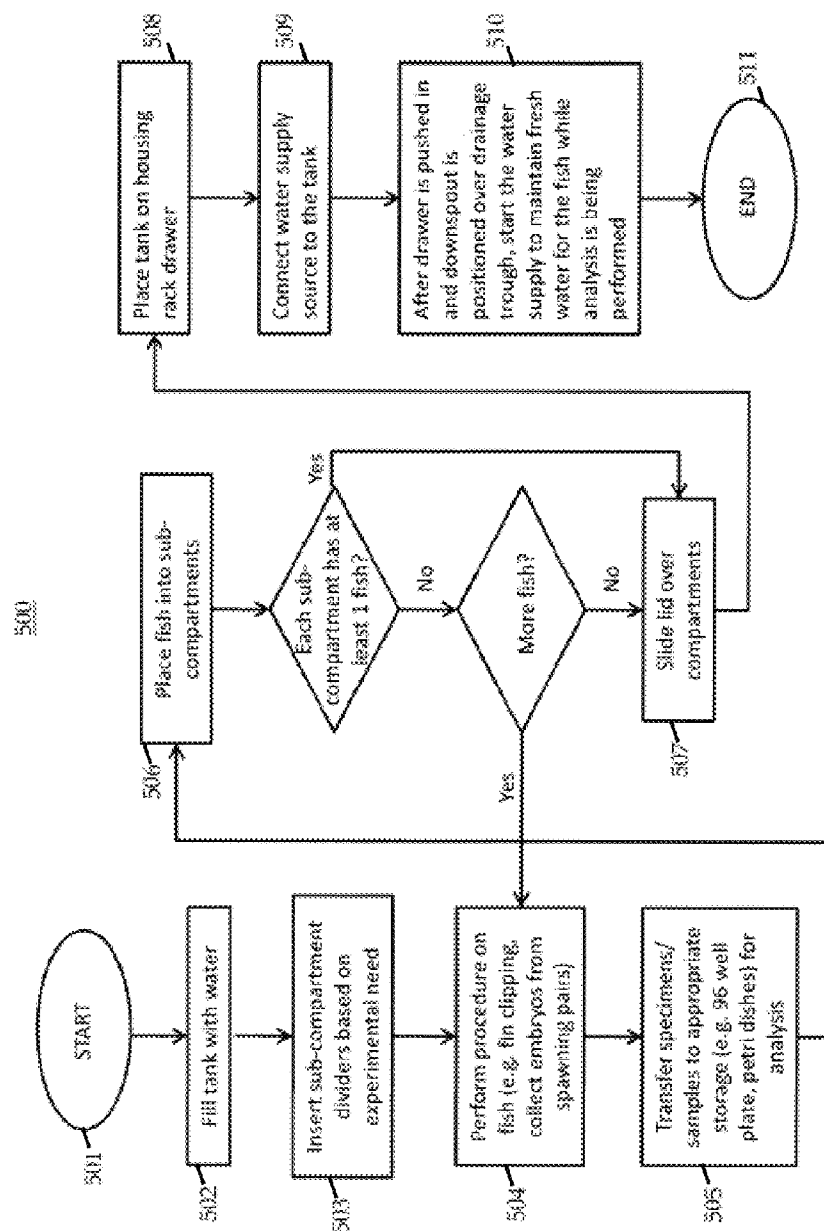 500
START
501
Fill tank with water
502
Insert sub-compartment
dividers based on
experimental need
503
Perform procedure on
fish (e.g. fin clipping,
collect embryos from
spawning pairs)
504
Transfer specimens/
samples to appropriate
storage (e.g. 96 well
plate, petri dishes) for
analysis
505
Place fish into sub-
compartments
506
Each sub-
compartment has at
least 1 fish?
Yes
No
More fish?
Yes
No
Slide lid over
compartments
507
Place tank on housing
rack drawer
508
Connect water supply
source to the tank
509
After drawer is pushed in
and downspout is
positioned over drainage
trough, start the water
supply to maintain fresh
water for the fish while
analysis is being
performed
510
END
511